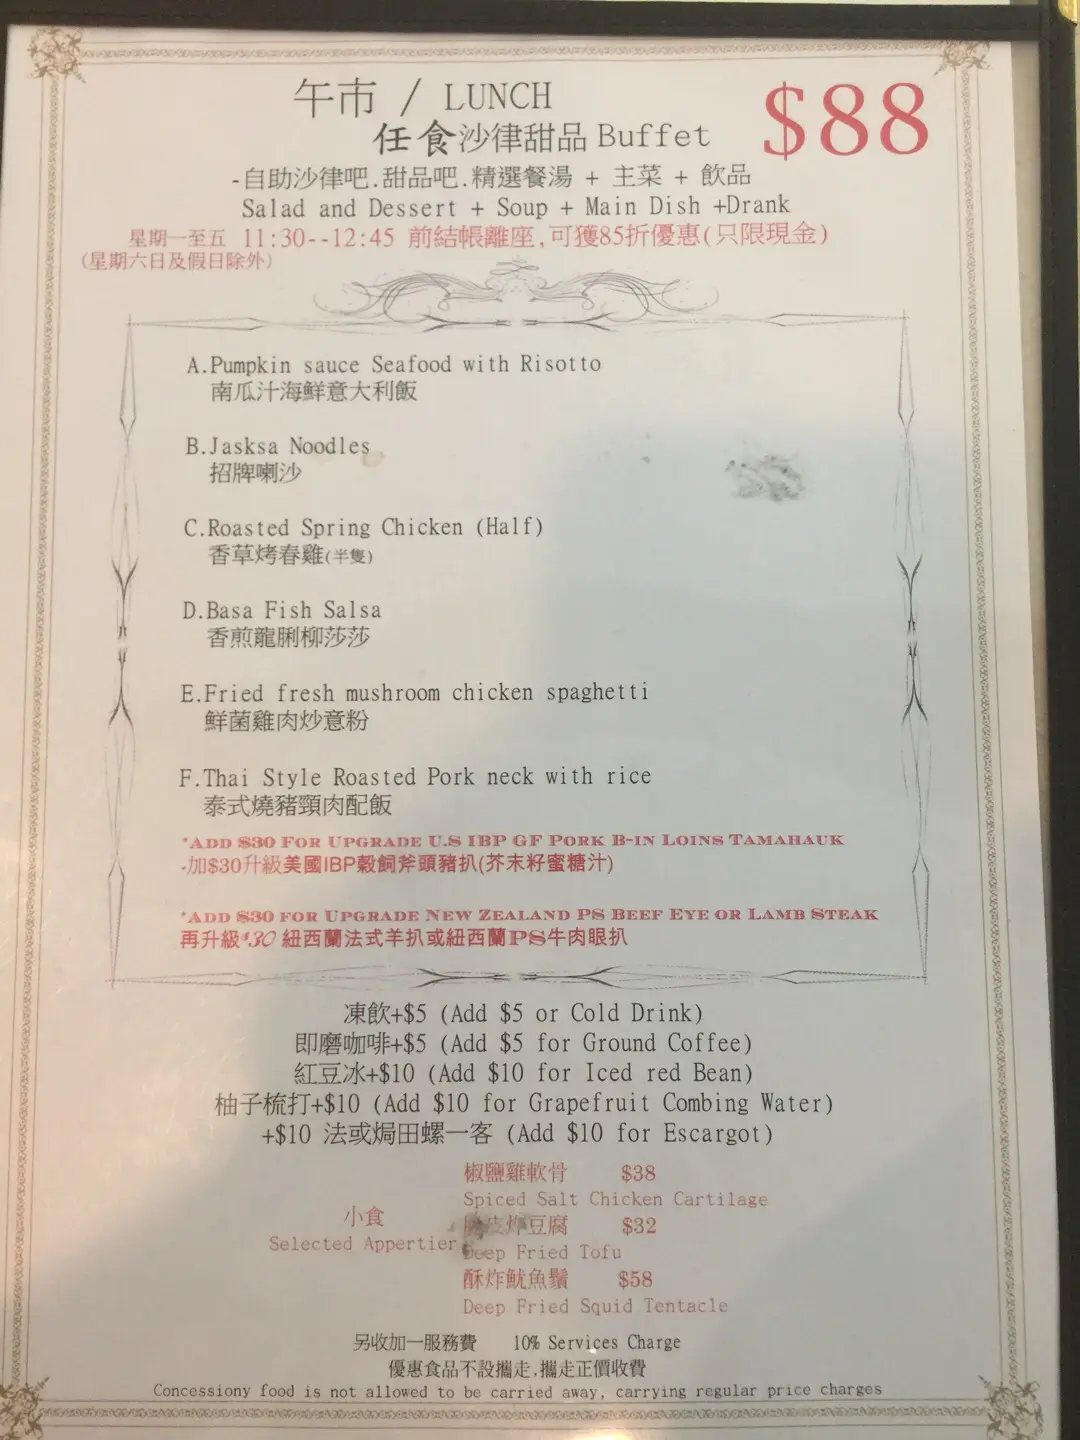 午市 / LUNCH
$88
任食沙律甜品 Buffet
-自助沙律吧.甜品吧.精選餐湯 + 主菜 + 飲品
Salad and Dessert + Soup + Main Dish +Drank
星期一至五 11:30--12:45 前結帳離座,可獲85折優惠(只限現金)
(星期六日及假日除外)
A.Pumpkin sauce Seafood with Risotto
南瓜汁海鮮意大利飯
B.Jasksa Noodles
招牌喇沙
C.Roasted Spring Chicken (Half)
香草烤春雞(半隻)
D.Basa Fish Salsa
香煎龍脷柳莎莎
E.Fried fresh mushroom chicken spaghetti
鮮菌雞肉炒意粉
F.Thai Style Roasted Pork neck with rice
泰式燒豬頸肉配飯
*ADD $30 FOR UPGRADE U.S IBP GF PORK B-IN LOINS TAMAHAUK
-加$30升級美國IBP穀飼斧頭豬扒(芥末籽蜜糖汁)
*ADD $30 FOR UPGRADE NEW ZEALAND PS BEEF EYE OR LAMB STEAK
再升級$30 紐西蘭法式羊扒或紐西蘭PS牛肉眼扒
凍飲+$5 (Add $5 or Cold Drink)
即磨咖啡+$5 (Add $5 for Ground Coffee)
紅豆冰+$10 (Add $10 for Iced red Bean)
柚子梳打+$10 (Add $10 for Grapefruit Combing Water)
+$10 法或焗田螺一客 (Add $10 for Escargot)
小食
Selected Appertier
椒鹽雞軟骨 $38
Spiced Salt Chicken Cartilage
皮炸豆腐 $32
Deep Fried Tofu
酥炸魷魚鬚 $58
Deep Fried Squid Tentacle
另收加一服務費 10% Services Charge
優惠食品不設攜走,攜走正價收費
Concessiony food is not allowed to be carried away, carrying regular price charges